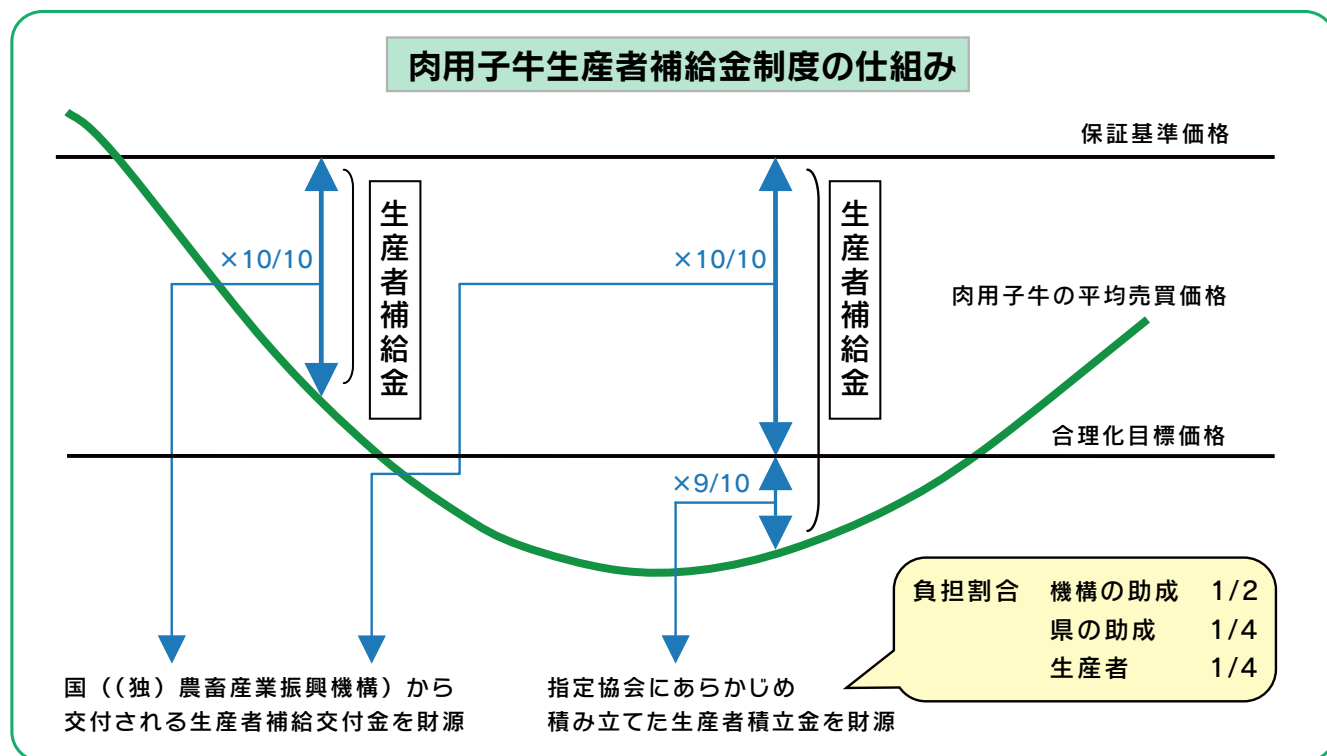 肉用子牛生産者補給金制度の仕組み
保証基準価格
生産者補給金
×10/10
生産者補給金
×10/10
肉用子牛の平均売買価格
合理化目標価格
×9/10
負担割合 機構の助成 1/2
県の助成 1/4
生産者 1/4
国（（独）農畜産業振興機構）から
交付される生産者補給交付金を財源
指定協会にあらかじめ
積み立てた生産者積立金を財源